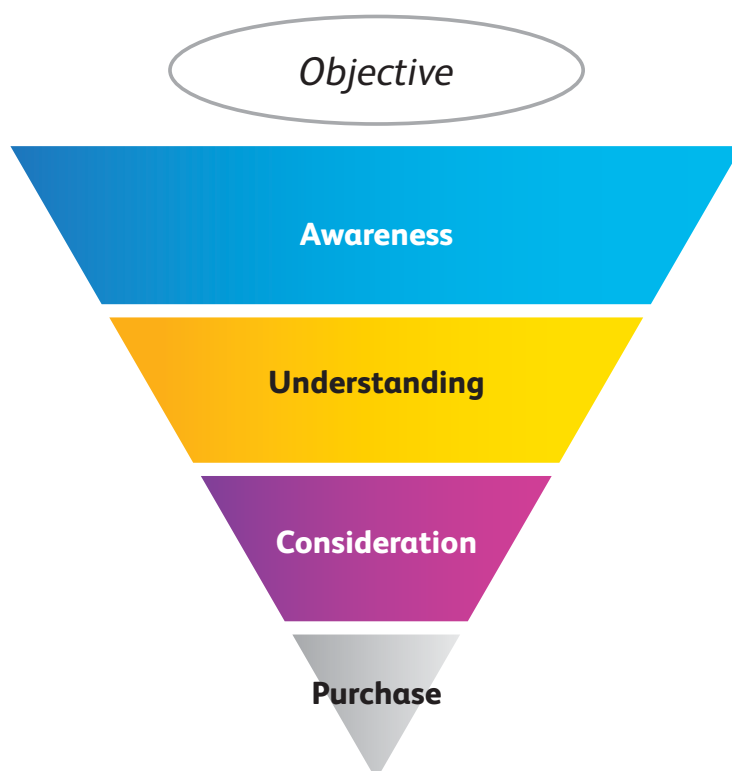 Objective
Awareness
Understanding
Consideration
Purchase